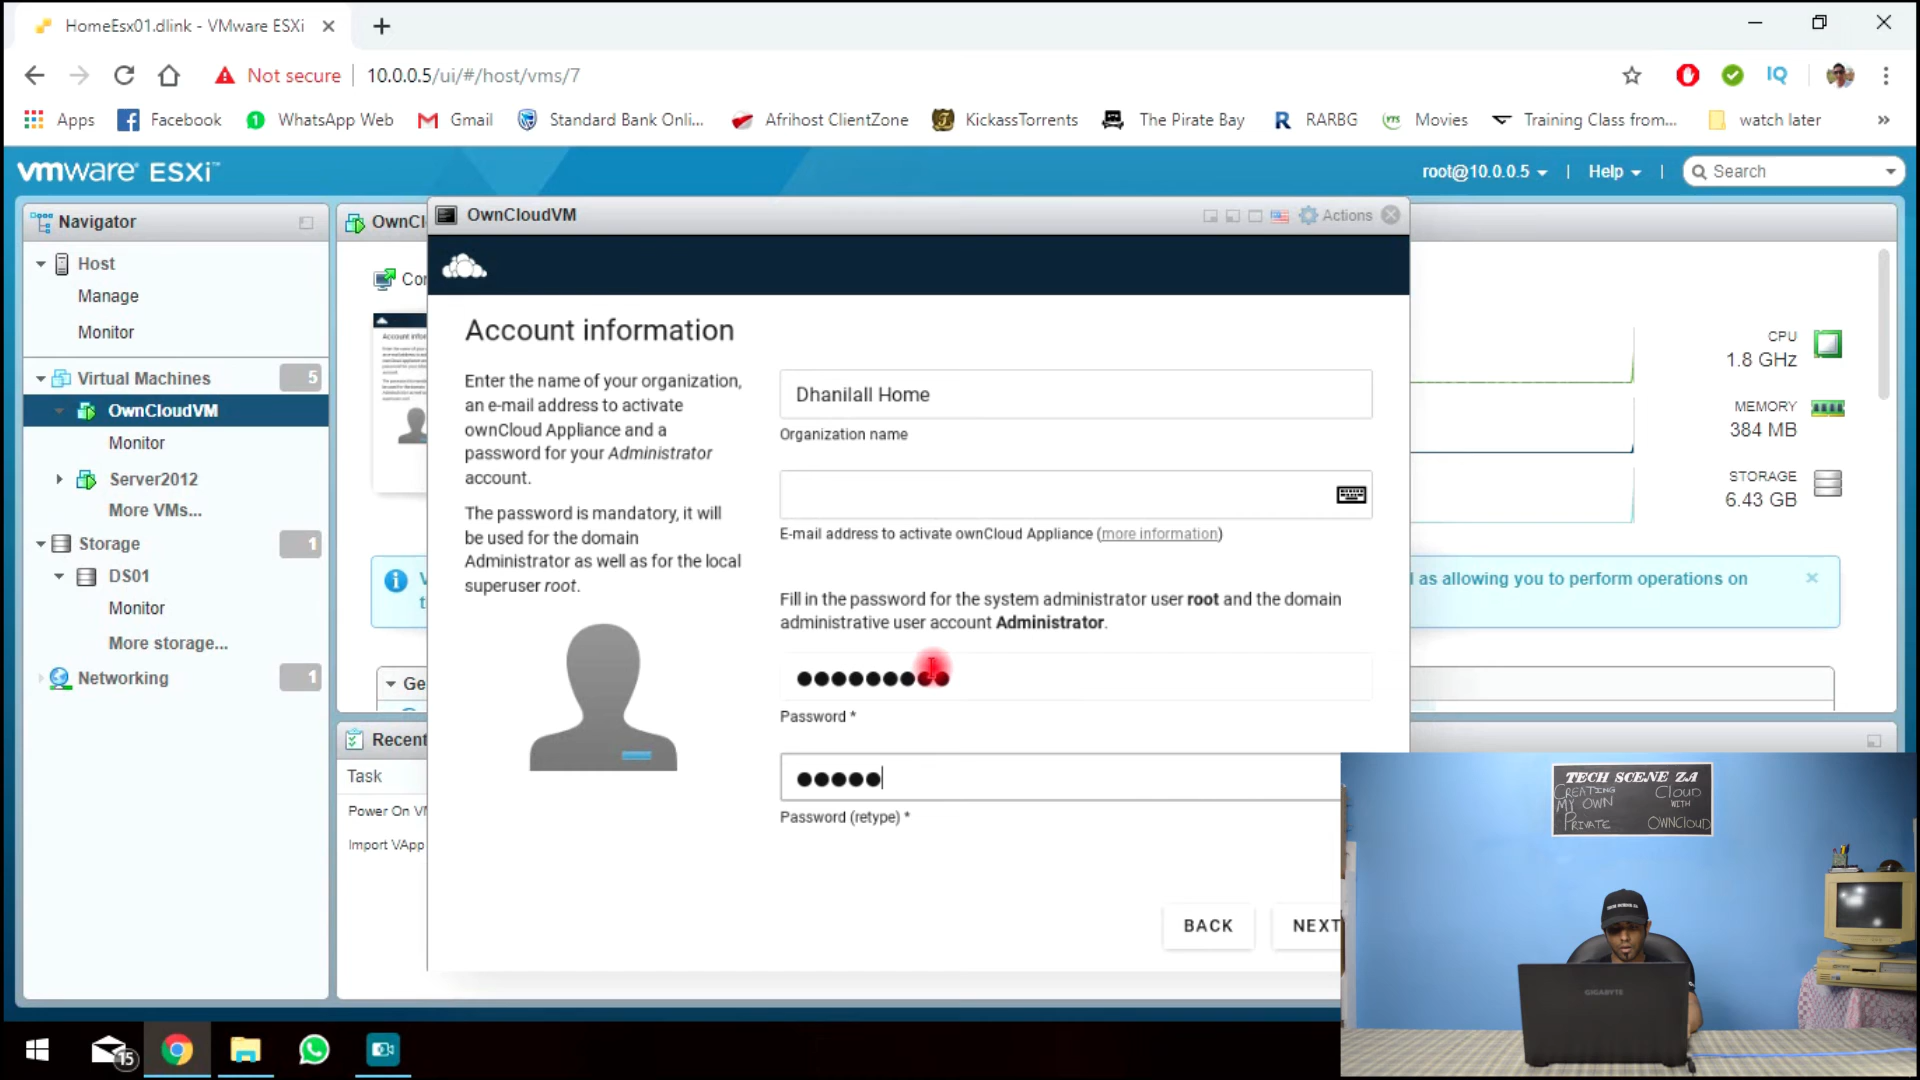 HomeEsx01.dlink - VMware ESXi
Not secure
10.0.0.5/ui/#/host/vms/7
IQ
Apps
Facebook
1
WhatsApp Web
Gmail
Standard Bank Onli...
Afrihost ClientZone
KickassTorrents
The Pirate Bay
R
RARBG
Movies
Training Class from...
watch later
»
vmware ESXi™
root@10.0.0.5
|
Help
|
Search
Navigator
Host
Manage
Monitor
Virtual Machines
5
OwnCloudVM
Monitor
Server2012
More VMs...
Storage
1
DS01
Monitor
More storage...
Networking
1
OwnCl
Con
Ge
Recent
Task
Power On VM
Import VApp
OwnCloudVM
Actions
Account information
Enter the name of your organization,
an e-mail address to activate
ownCloud Appliance and a
password for your Administrator
account.
The password is mandatory, it will
be used for the domain
Administrator as well as for the local
superuser root.
Dhanilall Home
Organization name
E-mail address to activate ownCloud Appliance (more information)
Fill in the password for the system administrator user root and the domain
administrative user account Administrator.
●●●●●●●●●
Password *
●●●●●
Password (retype) *
BACK
NEXT
CPU
1.8 GHz
MEMORY
384 MB
STORAGE
6.43 GB
l as allowing you to perform operations on
TECH SCENE ZA
CREATING
MY OWN
PRIVATE
CLOUD
WITH
OWNCLOUD
GIGABYTE
15